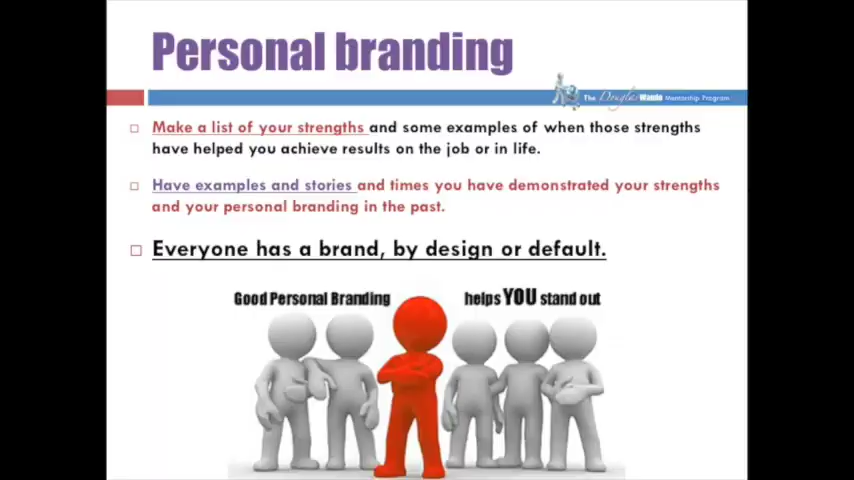 Personal branding
The Douglas Wando Mentorship Program
Make a list of your strengths and some examples of when those strengths
have helped you achieve results on the job or in life.
Have examples and stories and times you have demonstrated your strengths
and your personal branding in the past.
Everyone has a brand, by design or default.
Good Personal Branding helps YOU stand out